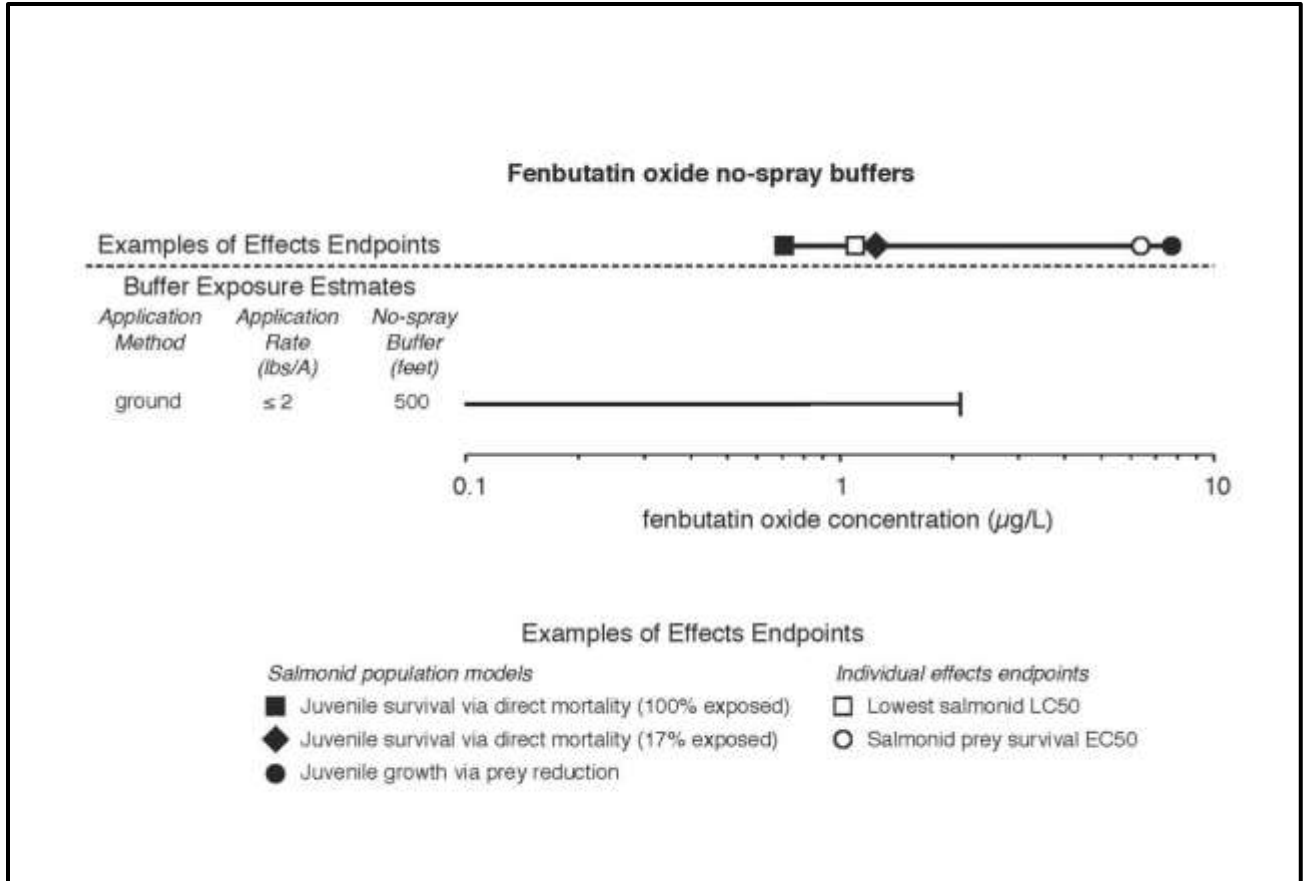 Fenbutatin oxide no-spray buffers
Examples of Effects Endpoints
Buffer Exposure Estmates
Application Method
Application Rate (lbs/A)
No-spray Buffer (feet)
ground ≤ 2 500
0.1 1 10
fenbutatin oxide concentration (µg/L)
Examples of Effects Endpoints
Salmonid population models
Juvenile survival via direct mortality (100% exposed)
Juvenile survival via direct mortality (17% exposed)
Juvenile growth via prey reduction
Individual effects endpoints
Lowest salmonid LC50
Salmonid prey survival EC50